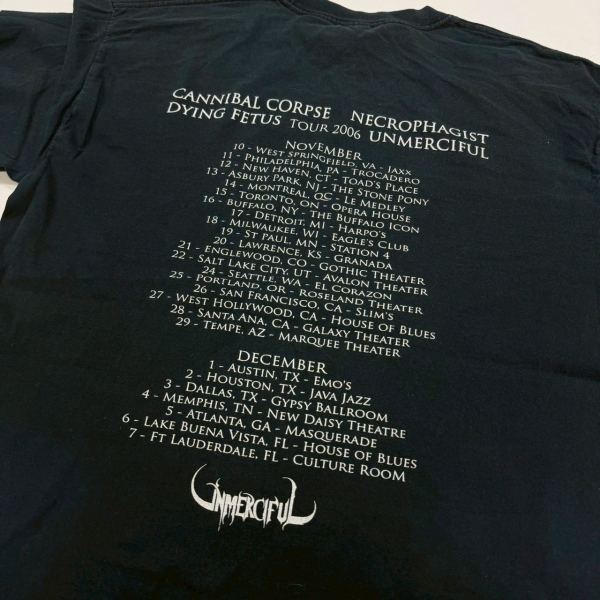 CANNIBAL CORPSE NECROPHAGIST
DYING FETUS TOUR 2006 UNMERCIFUL
NOVEMBER
10 - WEST SPRINGFIELD, VA - JAXX
11 - PHILADELPHIA, PA - TROCADERO
12 - NEW HAVEN, CT - TOAD'S PLACE
13 - ASBURY PARK, NJ - THE STONE PONY
14 - MONTREAL, QC - LE MEDLEY
15 - TORONTO, ON - OPERA HOUSE
16 - BUFFALO, NY - THE BUFFALO ICON
17 - DETROIT, MI - HARPO'S
18 - MILWAUKEE, WI - EAGLE'S CLUB
19 - ST PAUL, MN - STATION 4
20 - LAWRENCE, KS - GRANADA
21 - ENGLEWOOD, CO - GOTHIC THEATER
22 - SALT LAKE CITY, UT - AVALON THEATER
24 - SEATTLE, WA - EL CORAZON
25 - PORTLAND, OR - ROSELAND THEATER
26 - SAN FRANCISCO, CA - SLIM'S
27 - WEST HOLLYWOOD, CA - HOUSE OF BLUES
28 - SANTA ANA, CA - GALAXY THEATER
29 - TEMPE, AZ - MARQUEE THEATER
DECEMBER
1 - AUSTIN, TX - EMO'S
2 - HOUSTON, TX - JAVA JAZZ
3 - DALLAS, TX - GYPSY BALLROOM
4 - MEMPHIS, TN - NEW DAISY THEATRE
5 - ATLANTA, GA - MASQUERADE
6 - LAKE BUENA VISTA, FL - HOUSE OF BLUES
7 - FT LAUDERDALE, FL - CULTURE ROOM
UNMERCIFUL